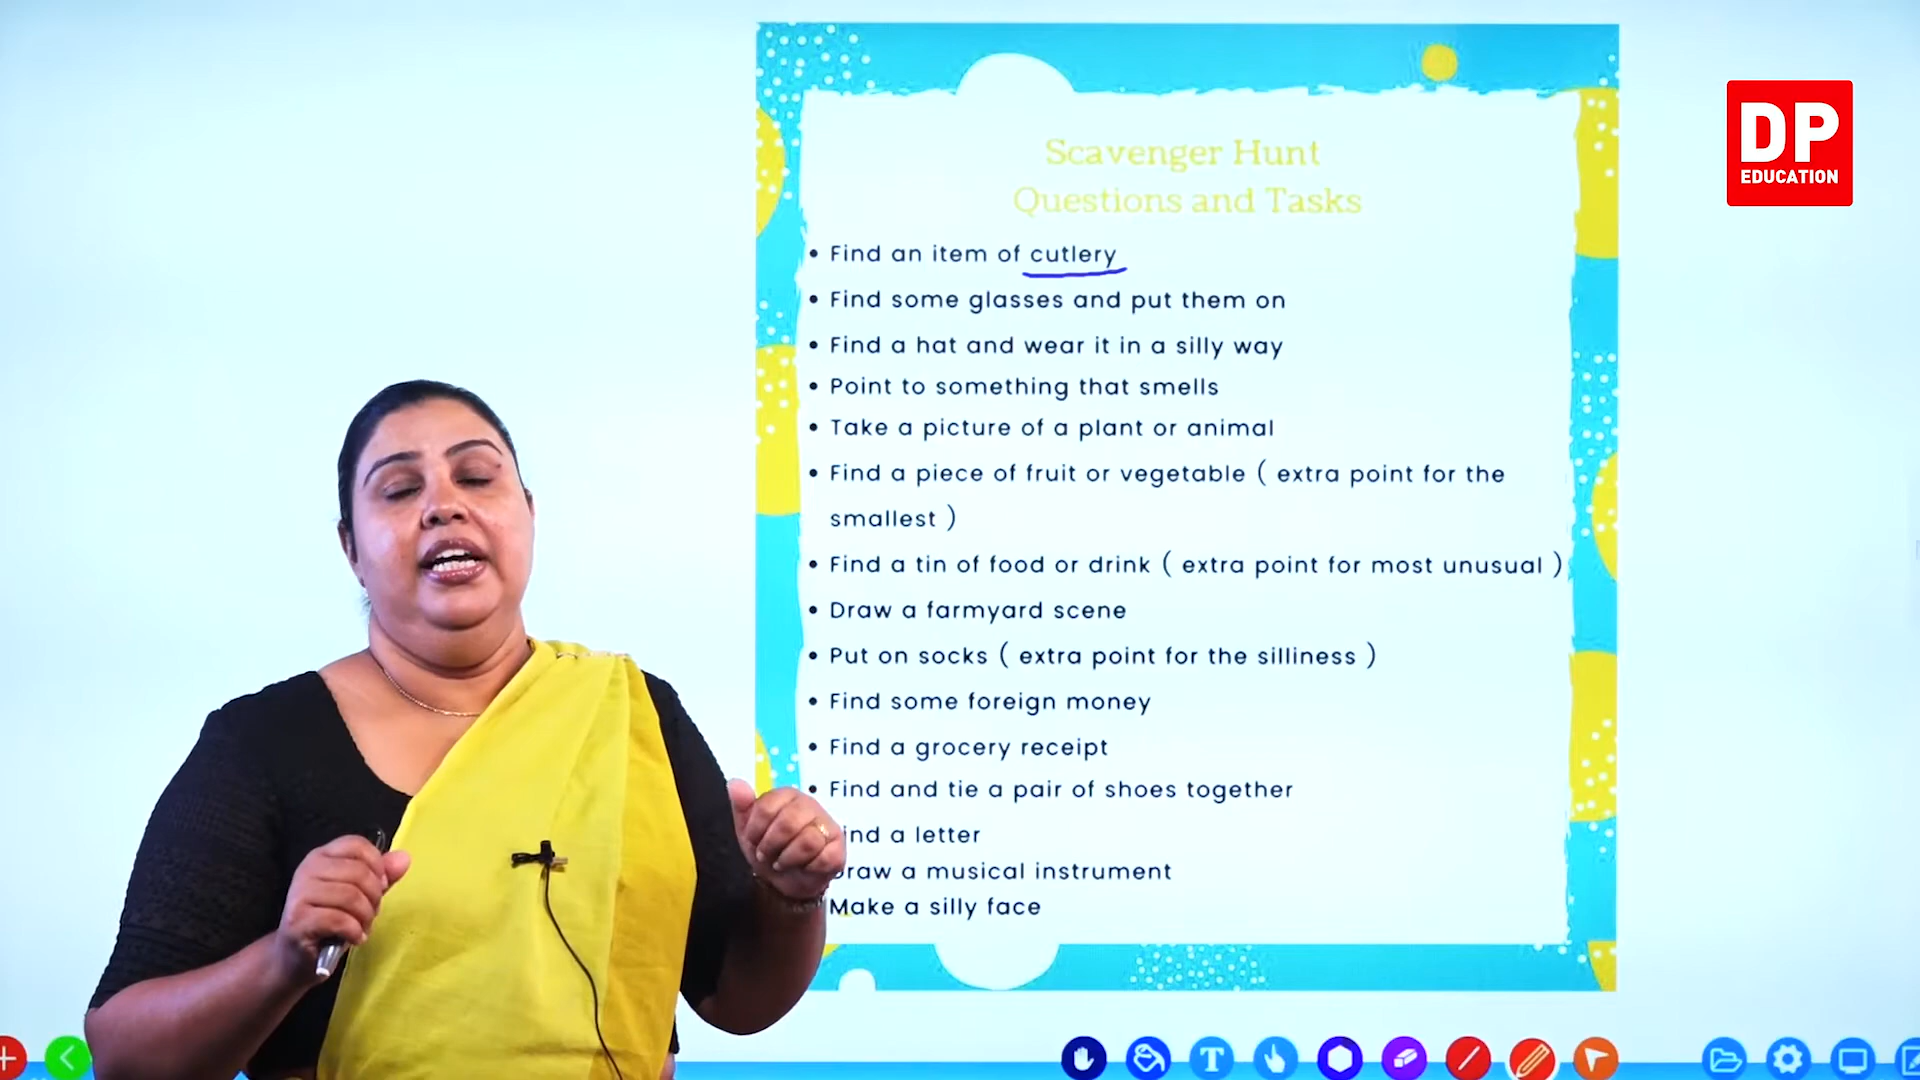 DP
EDUCATION
Scavenger Hunt
Questions and Tasks
• Find an item of cutlery
• Find some glasses and put them on
• Find a hat and wear it in a silly way
• Point to something that smells
• Take a picture of a plant or animal
• Find a piece of fruit or vegetable ( extra point for the
smallest )
• Find a tin of food or drink ( extra point for most unusual )
• Draw a farmyard scene
• Put on socks ( extra point for the silliness )
• Find some foreign money
• Find a grocery receipt
• Find and tie a pair of shoes together
ind a letter
raw a musical instrument
Make a silly face
T